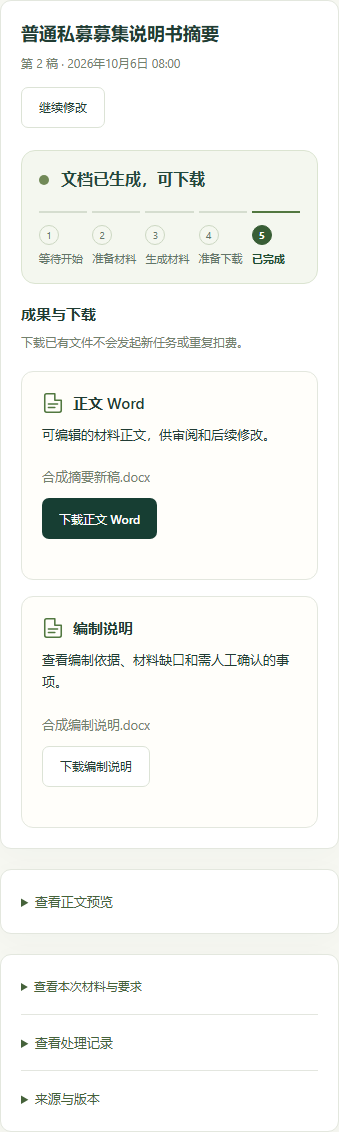 普通私募募集说明书摘要
第 2 稿 · 2026年10月6日 08:00
继续修改
文档已生成，可下载
1 2 3 4 5
等待开始 准备材料 生成材料 准备下载 已完成
成果与下载
下载已有文件不会发起新任务或重复扣费。
正文 Word
可编辑的材料正文，供审阅和后续修改。
合成摘要新稿.docx
下载正文 Word
编制说明
查看编制依据、材料缺口和需人工确认的事
项。
合成编制说明.docx
下载编制说明
查看正文预览
查看本次材料与要求
查看处理记录
来源与版本